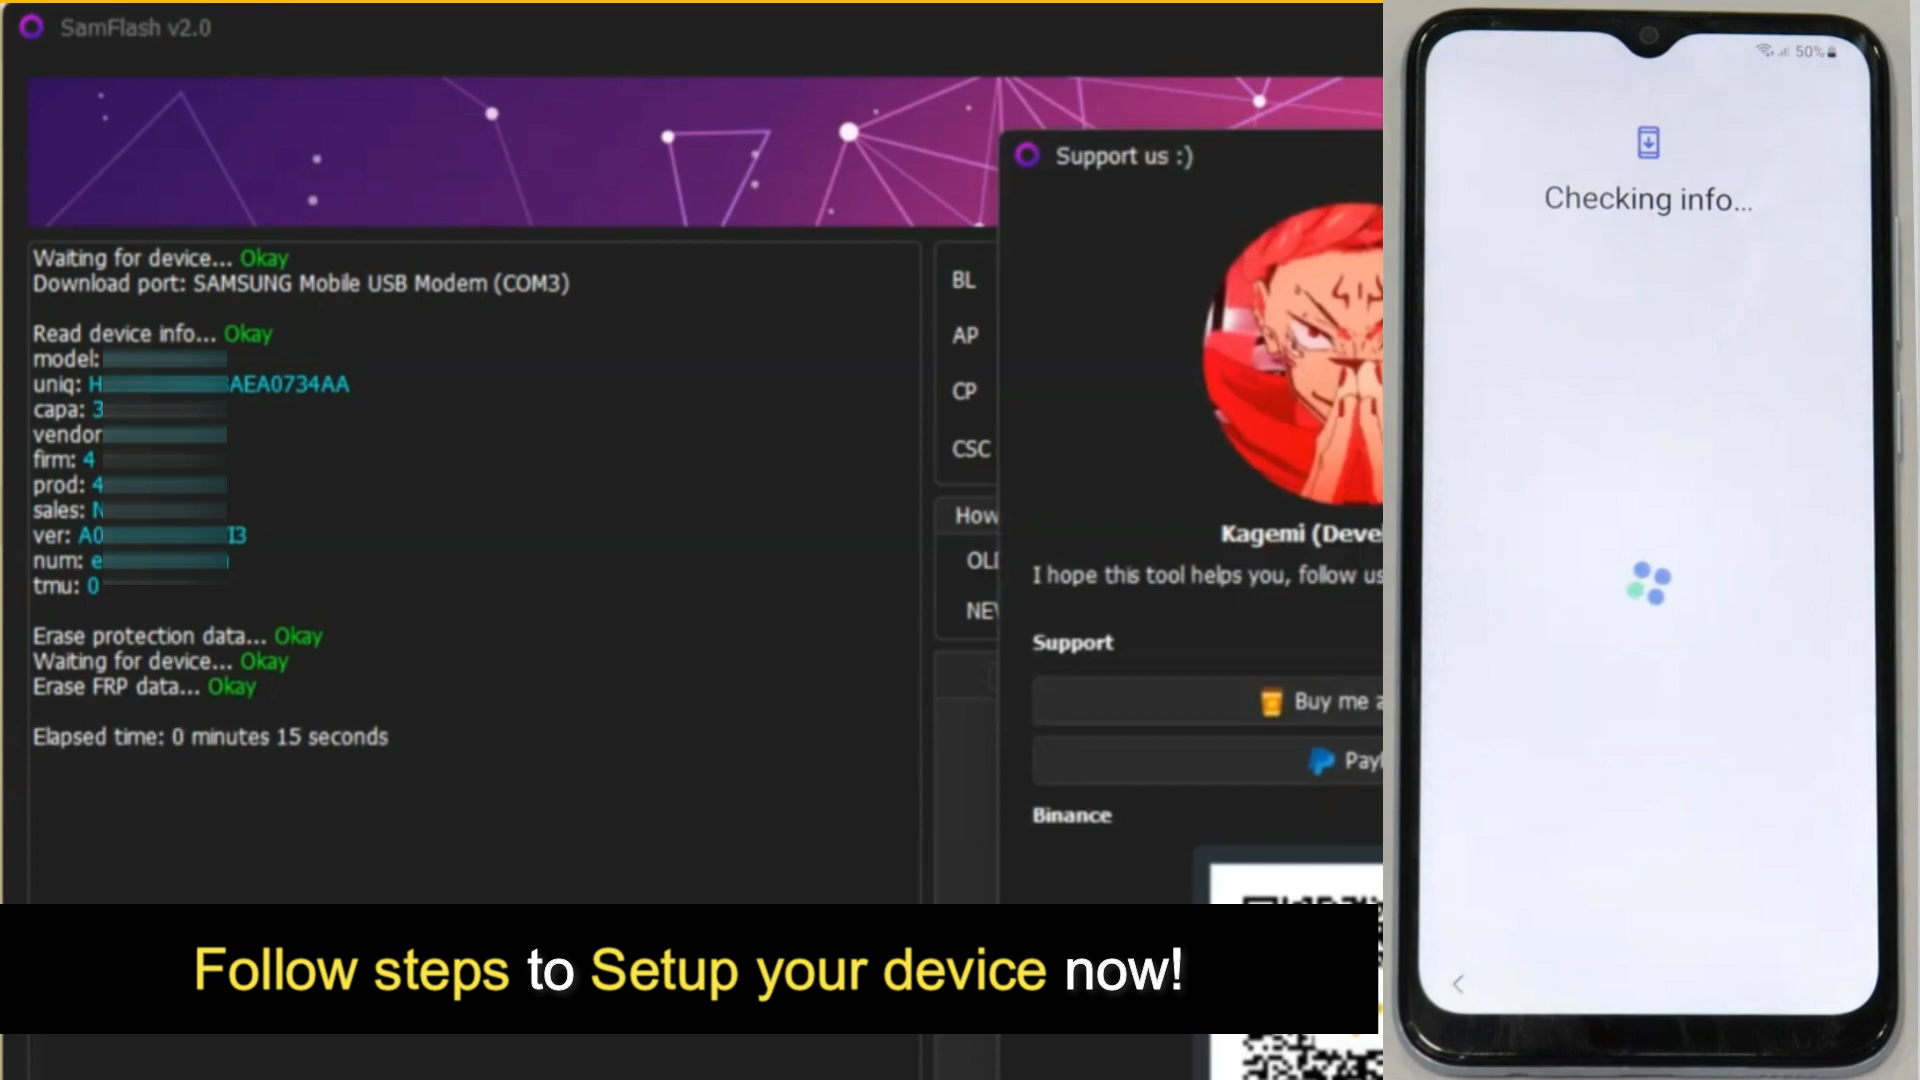 SamFlash v2.0
Waiting for device... Okay
Download port: SAMSUNG Mobile USB Modem (COM3)
Read device info... Okay
model:
uniq: H AEA0734AA
capa: 3
vendor
firm: 4
prod: 4
sales: N
ver: A0 I3
num: e
tmu: 0
Erase protection data... Okay
Waiting for device... Okay
Erase FRP data... Okay
Elapsed time: 0 minutes 15 seconds
BL
AP
CP
CSC
How
OL
NE
Support us :)
Kagemi (Deve
I hope this tool helps you, follow us
Support
Buy me a
Pay
Binance
Follow steps to Setup your device now!
50%
Checking info...